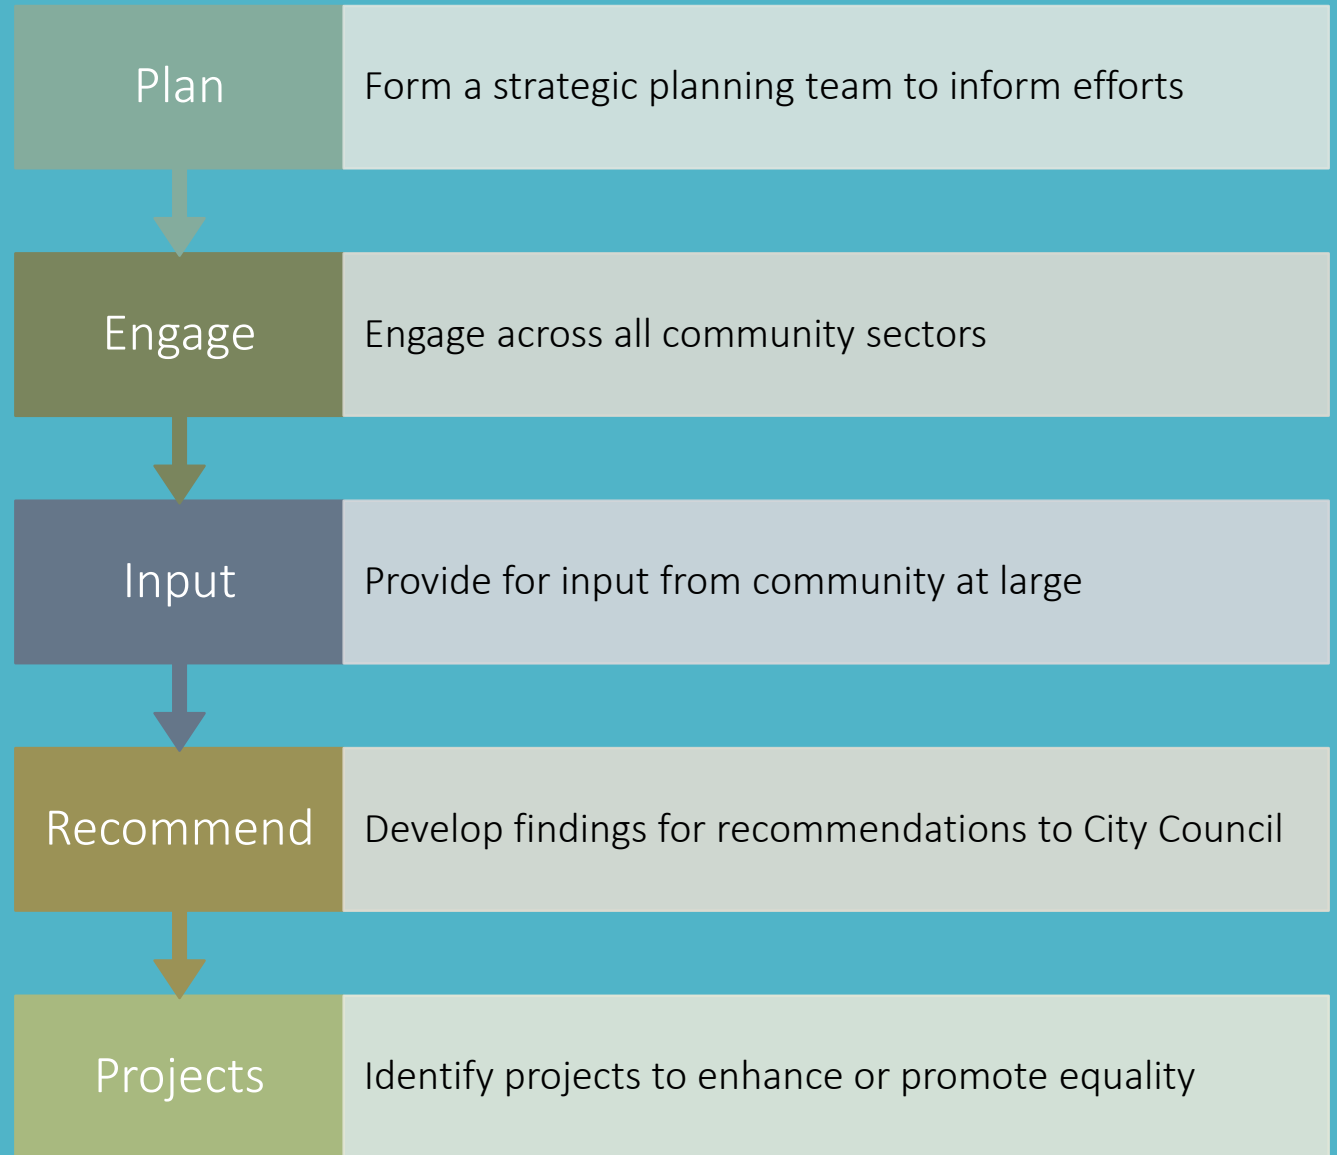 Plan
Form a strategic planning team to inform efforts
Engage
Engage across all community sectors
Input
Provide for input from community at large
Recommend
Develop findings for recommendations to City Council
Projects
Identify projects to enhance or promote equality